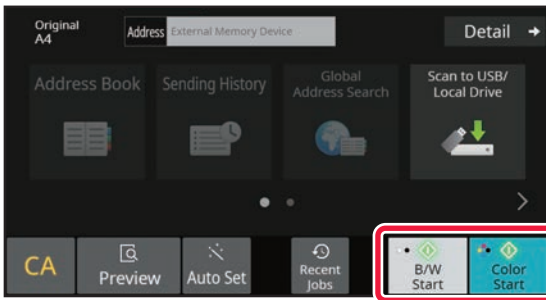 Original
A4
Address
External Memory Device
Detail
Address Book
Sending History
Global
Address Search
Scan to USB/
Local Drive
CA
Preview
Auto Set
Recent
Jobs
B/W
Start
Color
Start